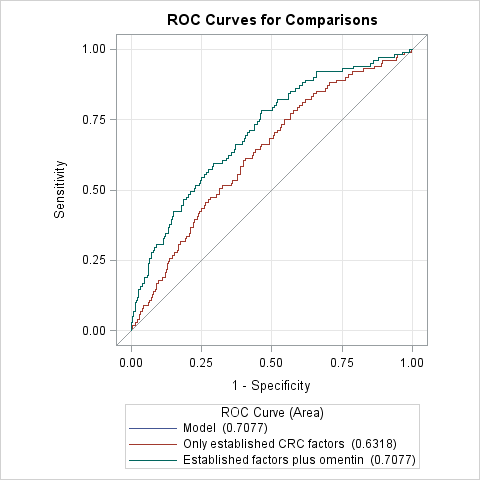 ROC Curves for Comparisons
1.00
0.75
0.50
0.25
0.00
Sensitivity
0.00 0.25 0.50 0.75 1.00
1 - Specificity
ROC Curve (Area)
Model (0.7077)
Only established CRC factors (0.6318)
Established factors plus omentin (0.7077)